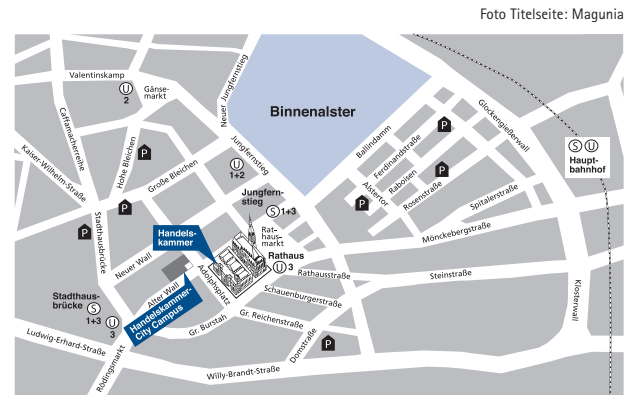 Foto Titelseite: Magunia
Valentinskamp
U
2
Gänse-
markt
Neuer Jungfernstieg
Binnenalster
Glockengießerwall
Caffamacherreihe
Kaiser-Wilhelm-Straße
Hohe Bleichen
P
Große Bleichen
Jungfernstieg
U
1+2
Ballindamm
Ferdinandstraße
P
Alstertor
Raboisen
Rosenstraße
P
P
S U
Haupt-
bahnhof
Jungfern-
stieg
S 1+3
Spitalerstraße
Mönckebergstraße
P
P
Stadthausbrücke
Handels-
kammer
Rat-
haus-
markt
Rathaus
U 3
Neuer Wall
Alter Wall
Adolphsplatz
Rathausstraße
Steinstraße
Klosterwall
Schauenburgerstraße
Stadthaus-
brücke
S
1+3
U
3
Handelskammer-
City Campus
Gr. Burstah
Gr. Reichenstraße
Domstraße
P
Ludwig-Erhard-Straße
Rödingsmarkt
Willy-Brandt-Straße